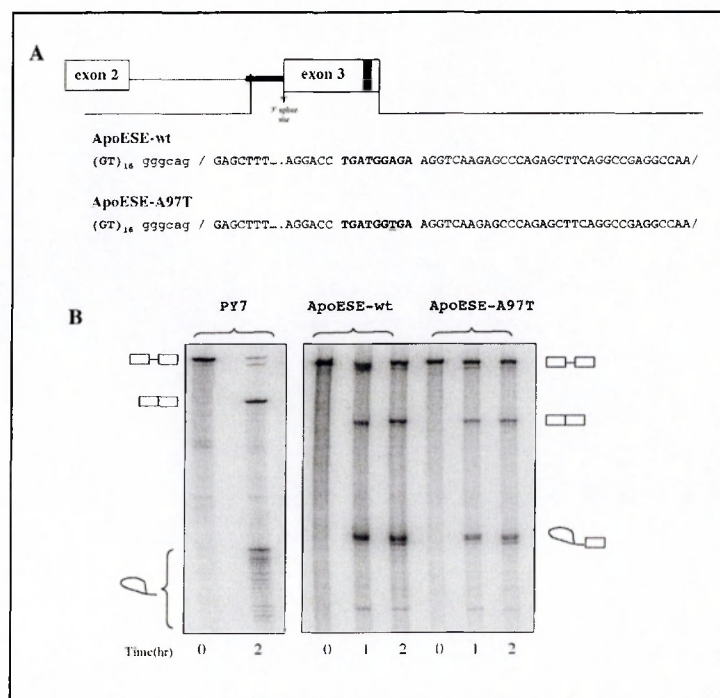 A
exon 2
exon 3
3' splice
site
ApoESE-wt
(GT)16 gggcag / GAGCTTT….AGGACC TGATGGAGA AGGTCAAGAGCCCAGAGCTTCAGGCCGAGGCCAA/
ApoESE-A97T
(GT)16 gggcag / GAGCTTT….AGGACC TGATGGTGA AGGTCAAGAGCCCAGAGCTTCAGGCCGAGGCCAA/
B
PY7 ApoESE-wt ApoESE-A97T
Time(hr) 0 2 0 1 2 0 1 2